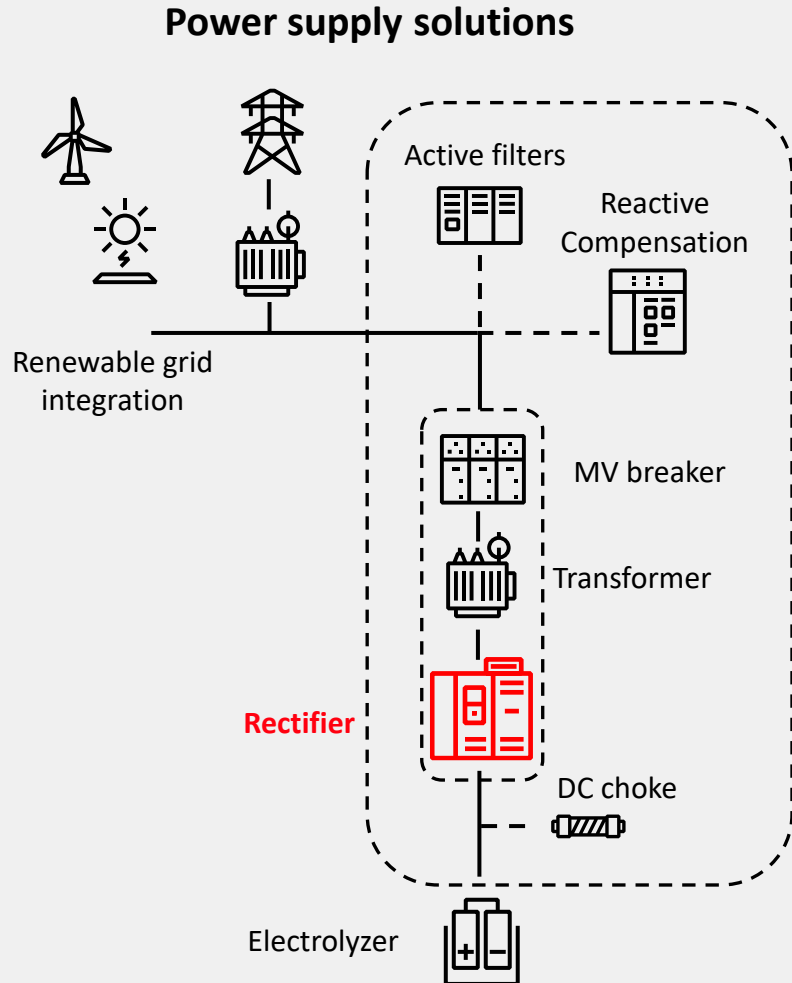 Power supply solutions
Active filters
Reactive
Compensation
Renewable grid
integration
MV breaker
Transformer
Rectifier
DC choke
Electrolyzer
+ −